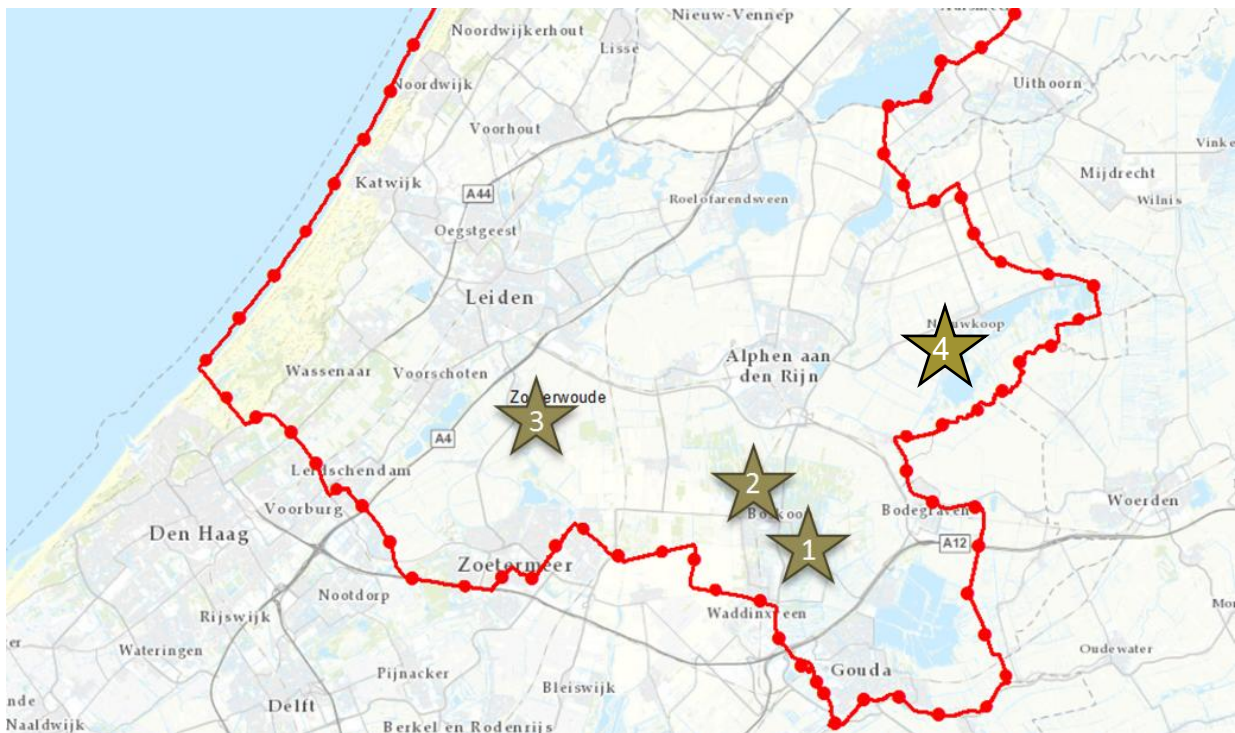 Noordwijkerhout
Nieuw-Vennep
Lisse
Uithoorn
Noordwijk
Voorhout
Mijdrecht
Katwijk
A44
Roelofarendsveen
Wilnis
Oegstgeest
Leiden
Alphen aan
den Rijn
4
Wassenaar
Voorschoten
3
A4
Leidschendam
2
Voorburg
Bodegraven
Woerden
Den Haag
A12
1
Zoetermeer
Nootdorp
Rijswijk
Wateringen
Gouda
Oudewater
Pijnacker
Bleiswijk
Delft
Naaldwijk
Berkel en Rodenrijs